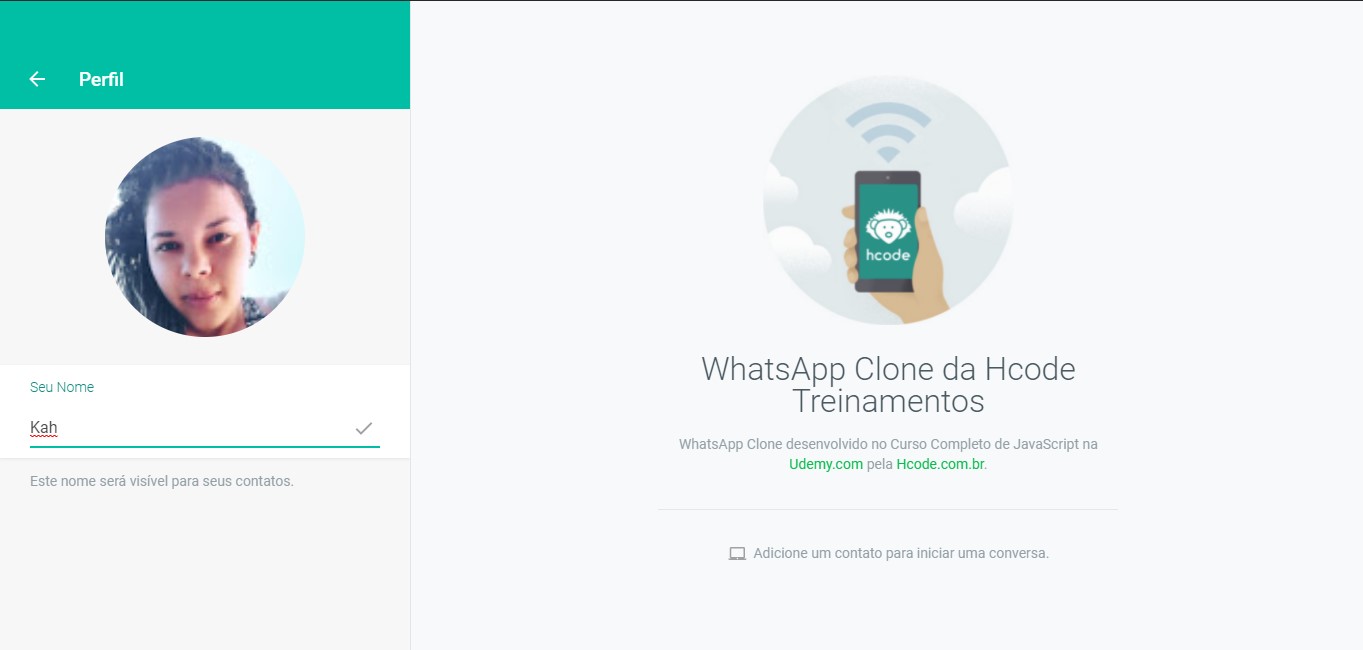 Perfil
Seu Nome
Kah
Este nome será visível para seus contatos.
hcode
WhatsApp Clone da Hcode
Treinamentos
WhatsApp Clone desenvolvido no Curso Completo de JavaScript na
Udemy.com pela Hcode.com.br.
Adicione um contato para iniciar uma conversa.